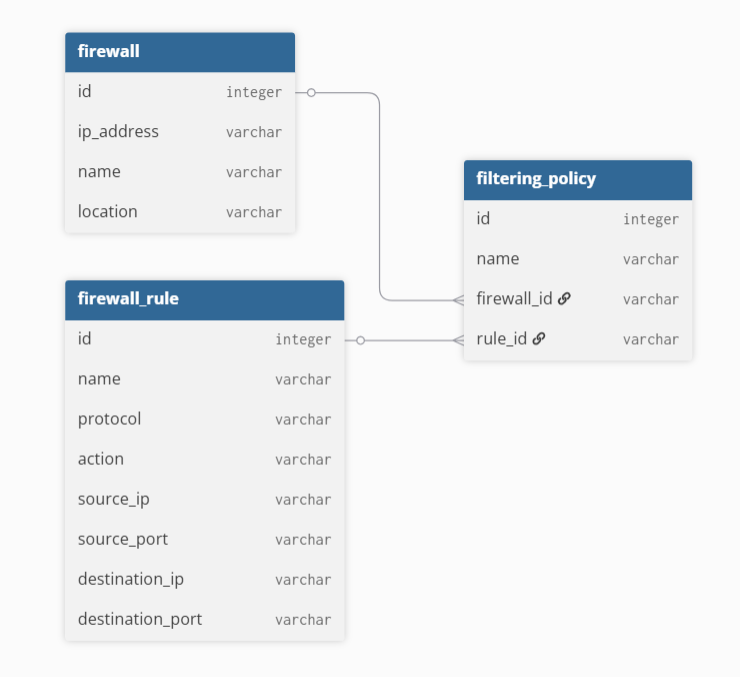 firewall
id integer
ip_address varchar
name varchar
location varchar
filtering_policy
id integer
name varchar
firewall_id varchar
rule_id varchar
firewall_rule
id integer
name varchar
protocol varchar
action varchar
source_ip varchar
source_port varchar
destination_ip varchar
destination_port varchar